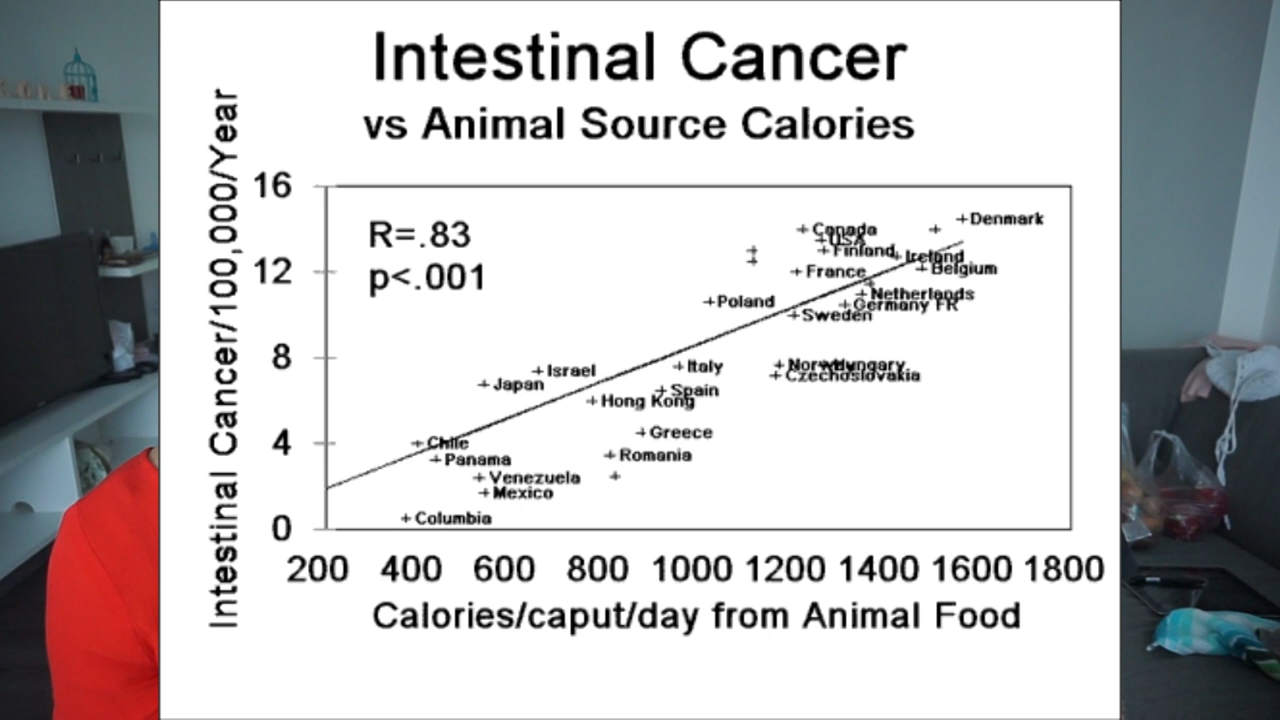 Intestinal Cancer
vs Animal Source Calories
Intestinal Cancer/100,000/Year
16
12
8
4
0
R=.83
p<.001
Denmark
Canada
USA
Finland
Ireland
Belgium
France
Netherlands
Germany FR
Poland
Sweden
Norway
Hungary
Czechoslovakia
Italy
Israel
Japan
Spain
Hong Kong
Greece
Chile
Romania
Panama
Venezuela
Mexico
Columbia
200 400 600 800 1000 1200 1400 1600 1800
Calories/caput/day from Animal Food